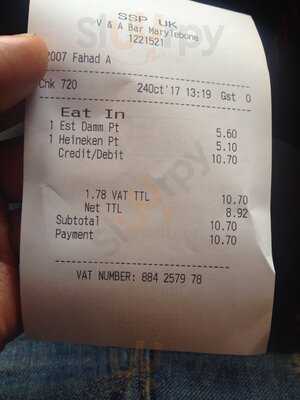 SSP UK
V & A Bar Marylebone
1221521
2007 Fahad A
Chk 720 24Oct'17 13:19 Gst 0
Eat In
1 Est Damm Pt 5.60
1 Heineken Pt 5.10
Credit/Debit 10.70
1.78 VAT TTL 10.70
Net TTL 8.92
Subtotal 10.70
Payment 10.70
VAT NUMBER: 884 2579 78